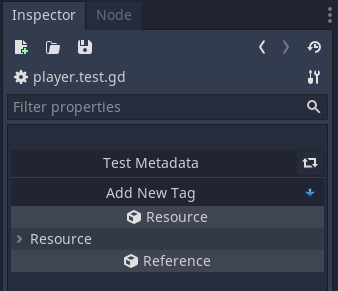 Inspector
Node
player.test.gd
Filter properties
Test Metadata
Add New Tag
Resource
Resource
Reference